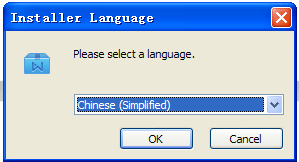 Installer Language
Please select a language.
Chinese (Simplified)
OK
Cancel